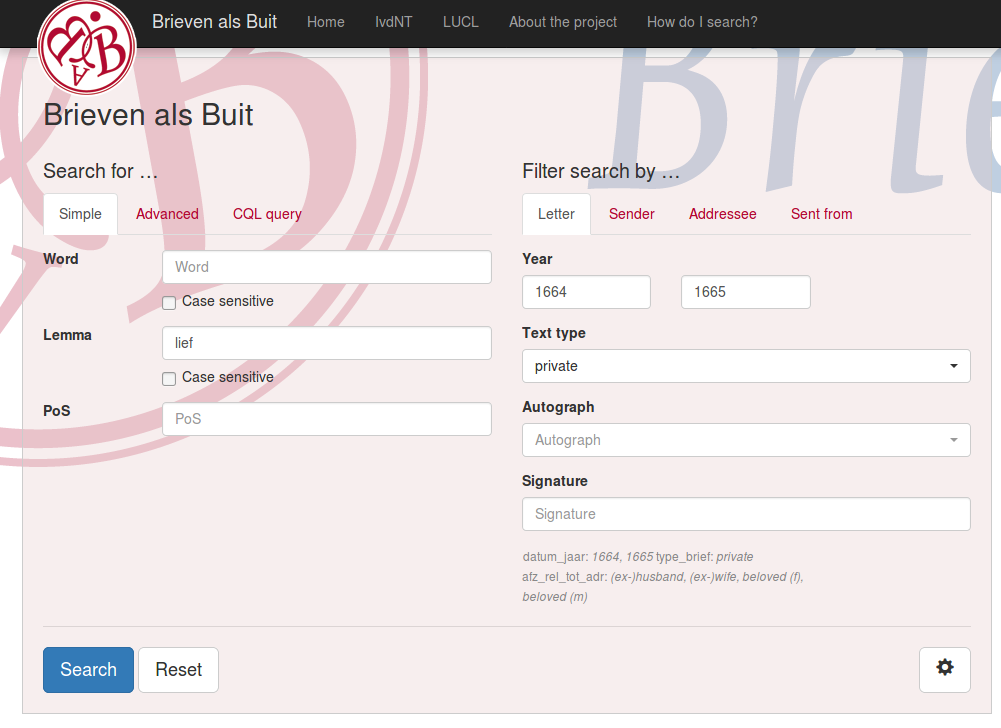 Brieven als Buit Home IvdNT LUCL About the project How do I search?
Brieven als Buit
Search for …
Simple Advanced CQL query
Word Word
Case sensitive
Lemma lief
Case sensitive
PoS PoS
Filter search by …
Letter Sender Addressee Sent from
Year
1664 1665
Text type
private
Autograph
Autograph
Signature
Signature
datum_jaar: 1664, 1665 type_brief: private
afz_rel_tot_adr: (ex-)husband, (ex-)wife, beloved (f),
beloved (m)
Search Reset